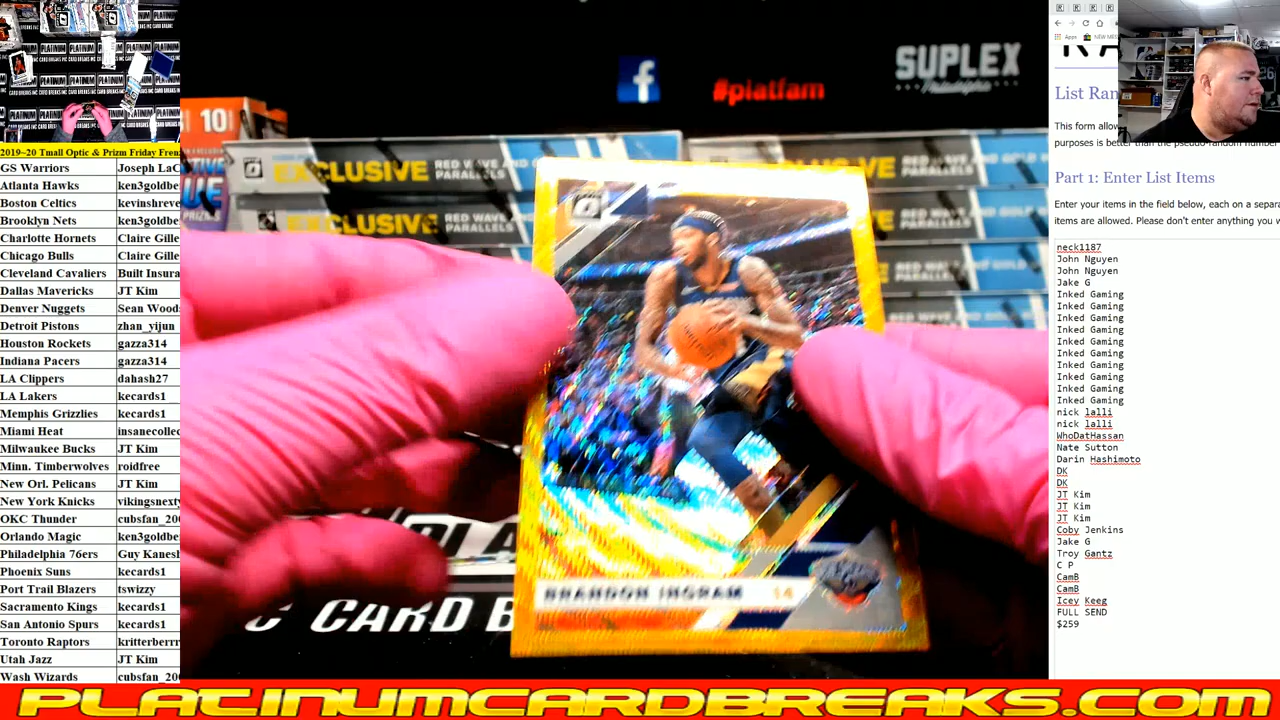 2019-20 Tmall Optic & Prizm Friday Fren
GS Warriors Joseph LaC
Atlanta Hawks ken3goldbe
Boston Celtics kevinshreve
Brooklyn Nets ken3goldbe
Charlotte Hornets Claire Gille
Chicago Bulls Claire Gille
Cleveland Cavaliers Built Insura
Dallas Mavericks JT Kim
Denver Nuggets Sean Wood
Detroit Pistons zhan_yijun
Houston Rockets gazza314
Indiana Pacers gazza314
LA Clippers dahash27
LA Lakers kecards1
Memphis Grizzlies kecards1
Miami Heat insanecollec
Milwaukee Bucks JT Kim
Minn. Timberwolves roidfree
New Orl. Pelicans JT Kim
New York Knicks vikingsnexty
OKC Thunder cubsfan_20
Orlando Magic ken3goldbe
Philadelphia 76ers Guy Kanesh
Phoenix Suns kecards1
Port Trail Blazers tswizzy
Sacramento Kings kecards1
San Antonio Spurs kecards1
Toronto Raptors kritterberr
Utah Jazz JT Kim
Wash Wizards cubsfan_20
#platfam
SUPLEX
Philadelphia
10
EXCLUSIVE RED WAVE AND
PARALLELS
EXCLUSIVE RED WAVE AND
PARALLELS
BRANDON INGRAM 14
C CARD B
Apps
List Ran
This form allow
purposes is better than the pseudo-random number
Part 1: Enter List Items
Enter your items in the field below, each on a separa
items are allowed. Please don't enter anything you w
neck1187
John Nguyen
John Nguyen
Jake G
Inked Gaming
Inked Gaming
Inked Gaming
Inked Gaming
Inked Gaming
Inked Gaming
Inked Gaming
Inked Gaming
Inked Gaming
Inked Gaming
nick lalli
nick lalli
WhoDatHassan
Nate Sutton
Darin Hashimoto
DK
DK
JT Kim
JT Kim
JT Kim
Coby Jenkins
Jake G
Troy Gantz
C P
CamB
CamB
Icey Keeg
FULL SEND
$259
PLATINUMCARDBREAKS.COM